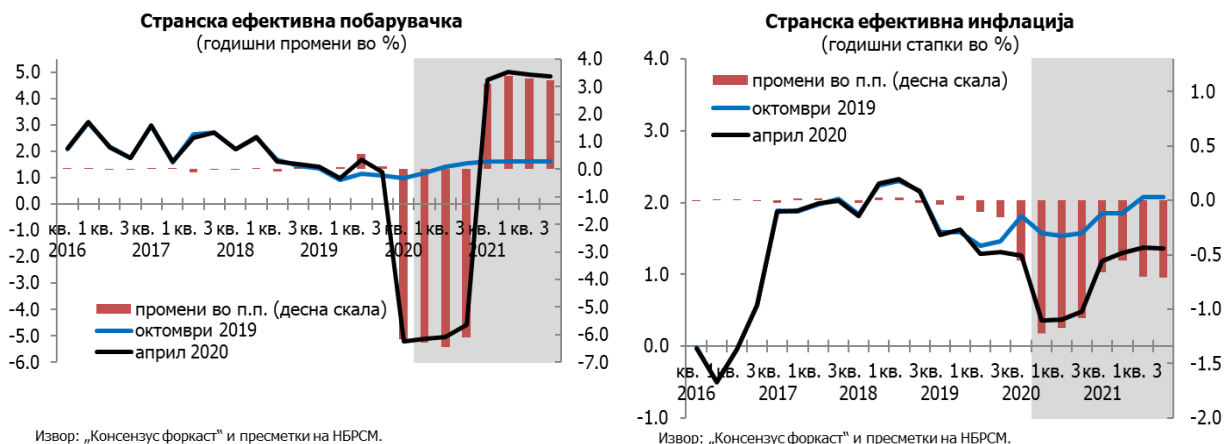 Странска ефективна побарувачка
(годишни промени во %)
5.0
4.0
3.0
2.0
1.0
0.0
-1.0
-2.0
-3.0
-4.0
-5.0
-6.0
4.0
3.0
2.0
1.0
0.0
-1.0
-2.0
-3.0
-4.0
-5.0
-6.0
-7.0
кв. 1 кв. 3 кв. 1 кв. 3 кв. 1 кв. 3 кв. 1 кв. 3 кв. 1 кв. 3 кв. 1 кв. 3
2016 2017 2018 2019 2020 2021
промени во п.п. (десна скала)
октомври 2019
април 2020
Извор: „Консензус форкаст“ и пресметки на НБРСМ.
Странска ефективна инфлација
(годишни стапки во %)
4.0
3.0
2.0
1.0
0.0
-1.0
1.0
0.5
0.0
-0.5
-1.0
-1.5
-2.0
промени во п.п. (десна скала)
октомври 2019
април 2020
кв. 1 кв. 3 кв. 1 кв. 3 кв. 1 кв. 3 кв. 1 кв. 3 кв. 1 кв. 3 кв. 1 кв. 3
2016 2017 2018 2019 2020 2021
Извор: „Консензус форкаст“ и пресметки на НБРСМ.